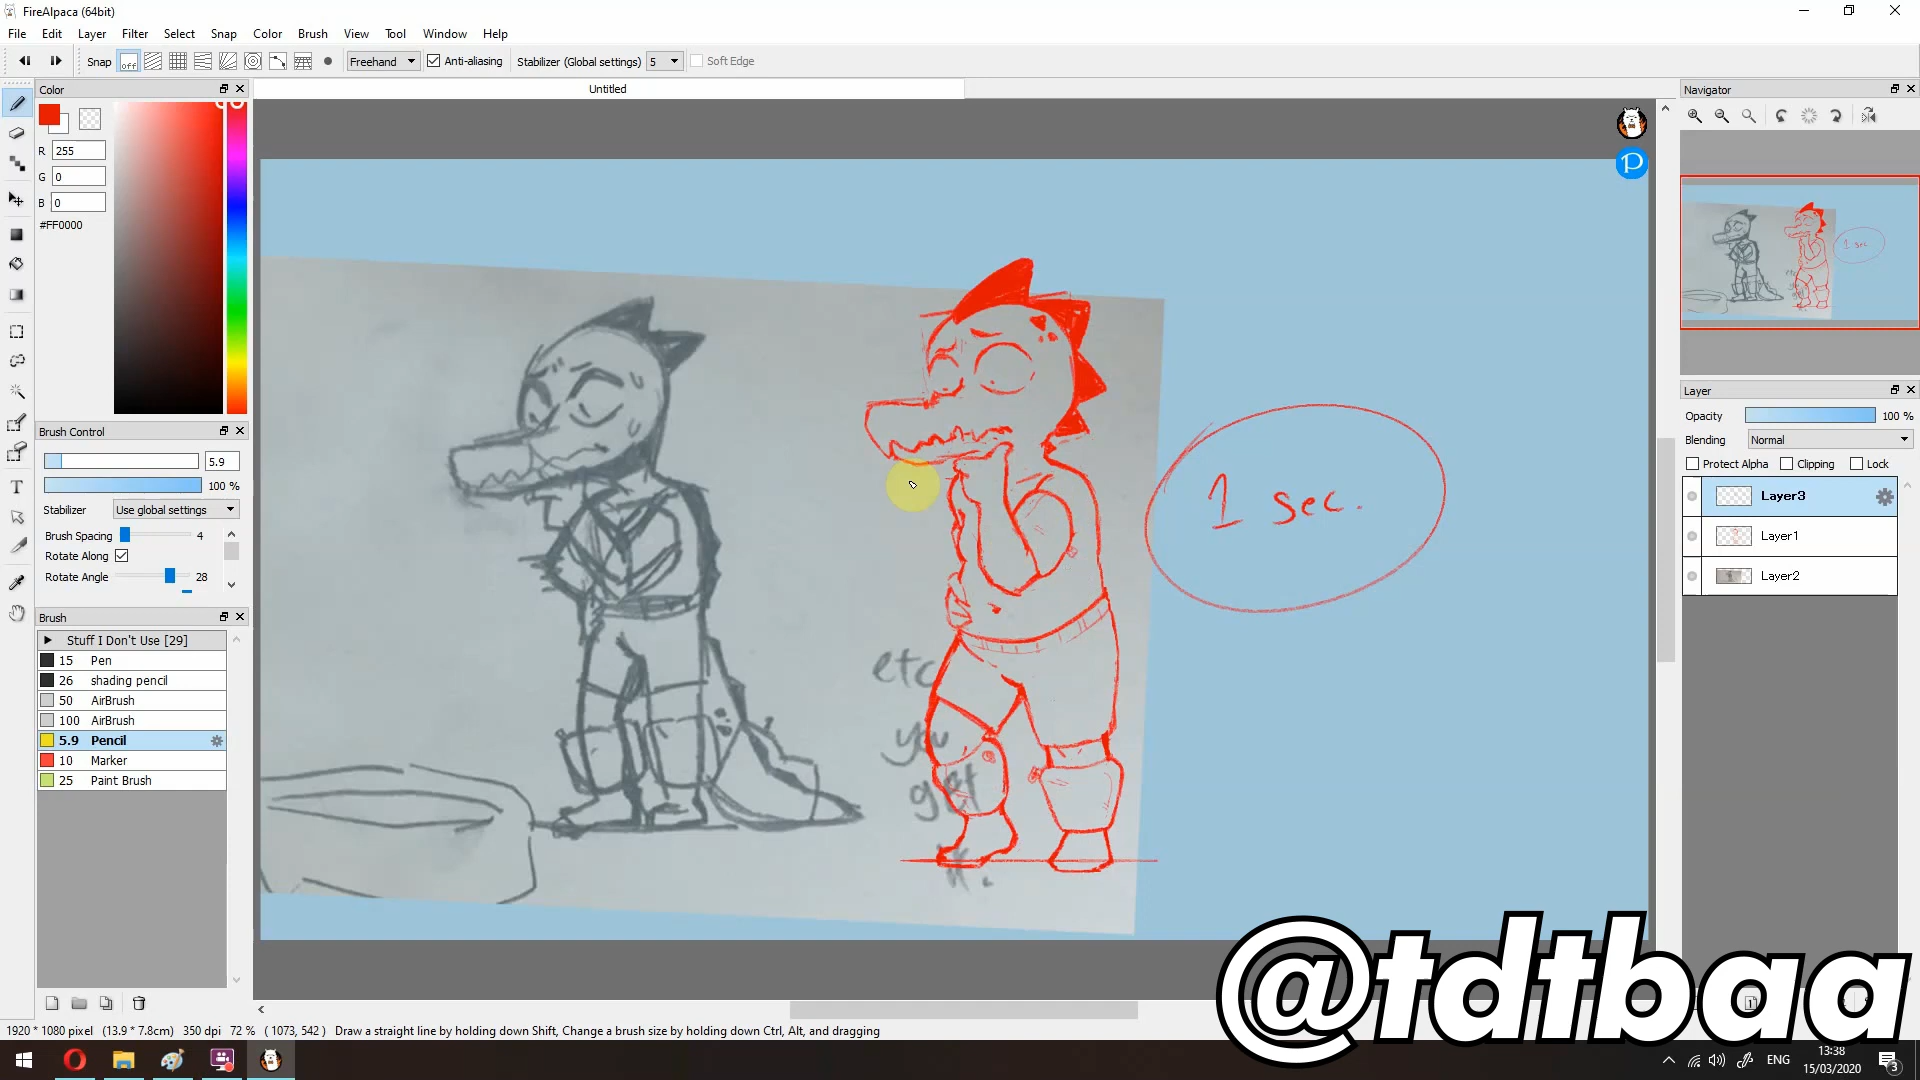 FireAlpaca (64bit)
File Edit Layer Filter Select Snap Color Brush View Tool Window Help
Snap off Freehand Anti-aliasing Stabilizer (Global settings) 5 Soft Edge
Color
Untitled
Navigator
R 255
G 0
B 0
#FF0000
P
Layer
Opacity 100 %
Blending Normal
Protect Alpha Clipping Lock
Layer3
Layer1
Layer2
Brush Control
5.9
100 %
Stabilizer Use global settings
Brush Spacing 4
Rotate Along
Rotate Angle 28
Brush
Stuff I Don't Use [29]
15 Pen
26 shading pencil
50 AirBrush
100 AirBrush
5.9 Pencil
10 Marker
25 Paint Brush
1 sec.
etc
you
get
it.
@tdtbaa
1920 * 1080 pixel (13.9 * 7.8cm) 350 dpi 72 % ( 1073, 542 ) Draw a straight line by holding down Shift, Change a brush size by holding down Ctrl, Alt, and dragging
ENG
13:38
15/03/2020
3